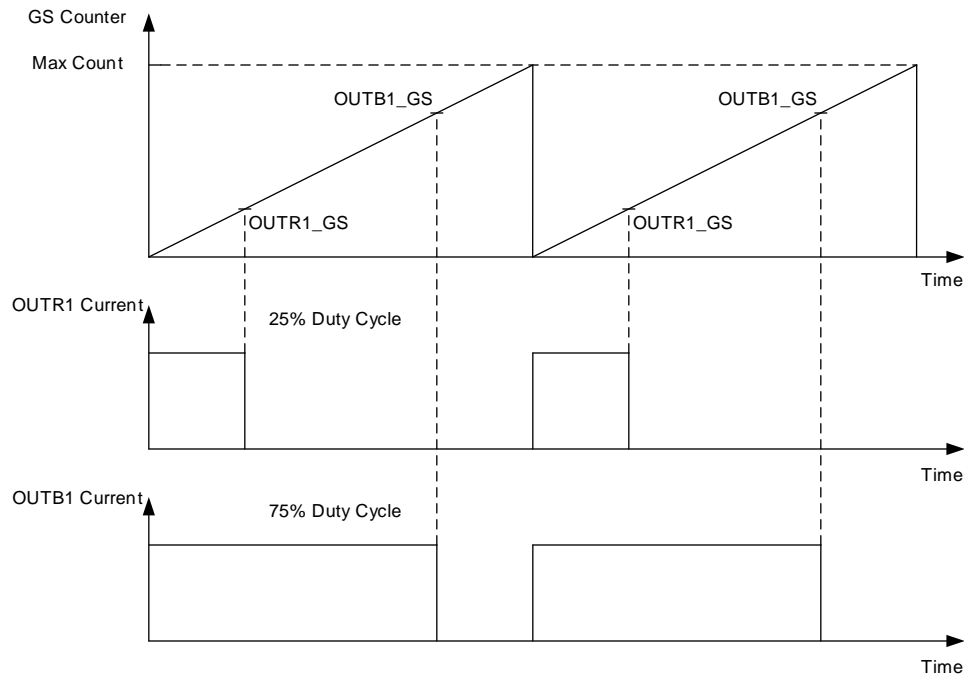 GS Counter
Max Count
OUTB1_GS
OUTB1_GS
OUTR1_GS
OUTR1_GS
Time
OUTR1 Current
25% Duty Cycle
Time
OUTB1 Current
75% Duty Cycle
Time